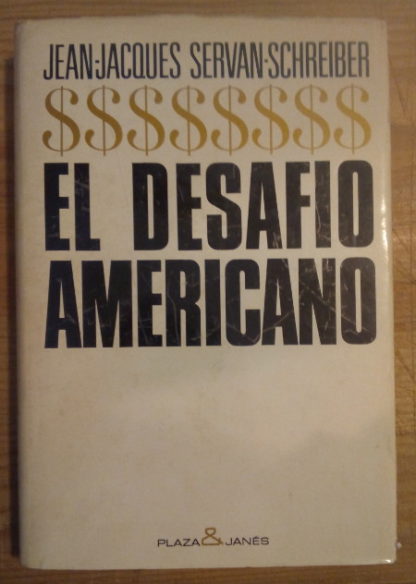 JEAN-JACQUES SERVAN-SCHREIBER
$$$$$$$$
EL DESAFIO
AMERICANO
PLAZA & JANÉS